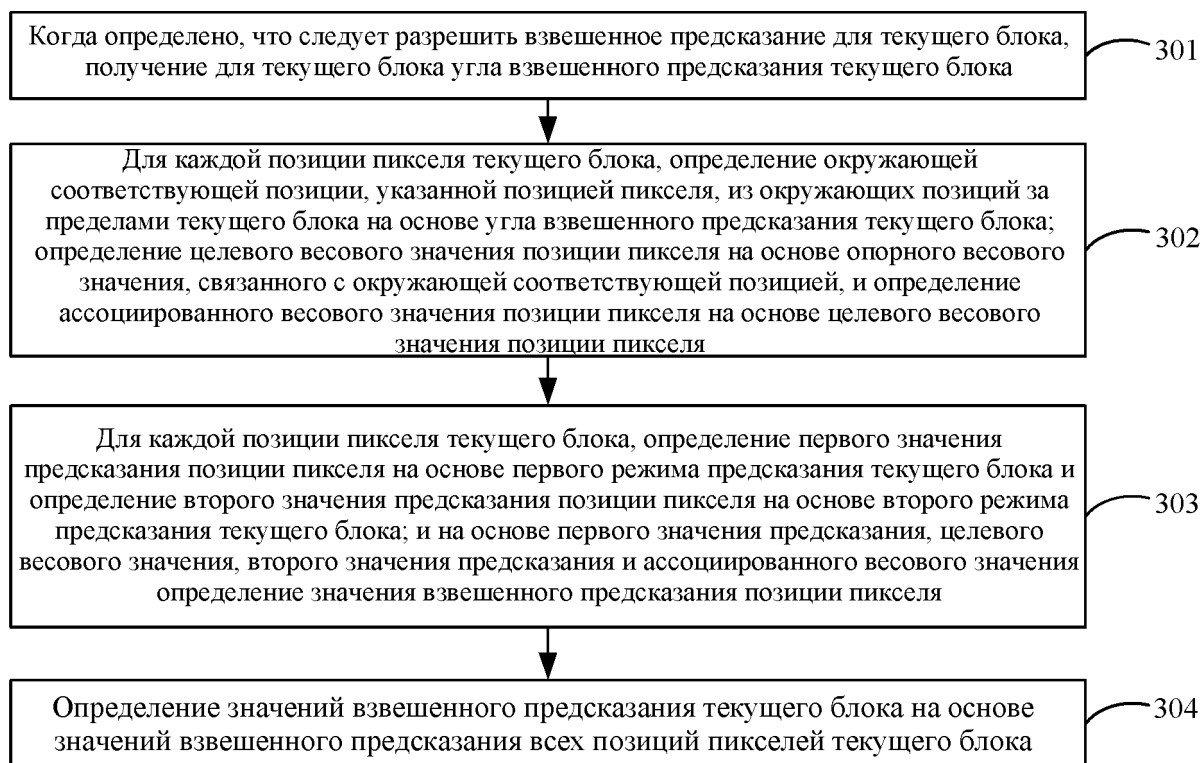 Когда определено, что следует разрешить взвешенное предсказание для текущего блока,
получение для текущего блока угла взвешенного предсказания текущего блока
301
Для каждой позиции пикселя текущего блока, определение окружающей
соответствующей позиции, указанной позицией пикселя, из окружающих позиций за
пределами текущего блока на основе угла взвешенного предсказания текущего блока;
определение целевого весового значения позиции пикселя на основе опорного весового
значения, связанного с окружающей соответствующей позицией, и определение
ассоциированного весового значения позиции пикселя на основе целевого весового
значения позиции пикселя
302
Для каждой позиции пикселя текущего блока, определение первого значения
предсказания позиции пикселя на основе первого режима предсказания текущего блока и
определение второго значения предсказания позиции пикселя на основе второго режима
предсказания текущего блока; и на основе первого значения предсказания, целевого
весового значения, второго значения предсказания и ассоциированного весового значения
определение значения взвешенного предсказания позиции пикселя
303
Определение значений взвешенного предсказания текущего блока на основе
значений взвешенного предсказания всех позиций пикселей текущего блока
304